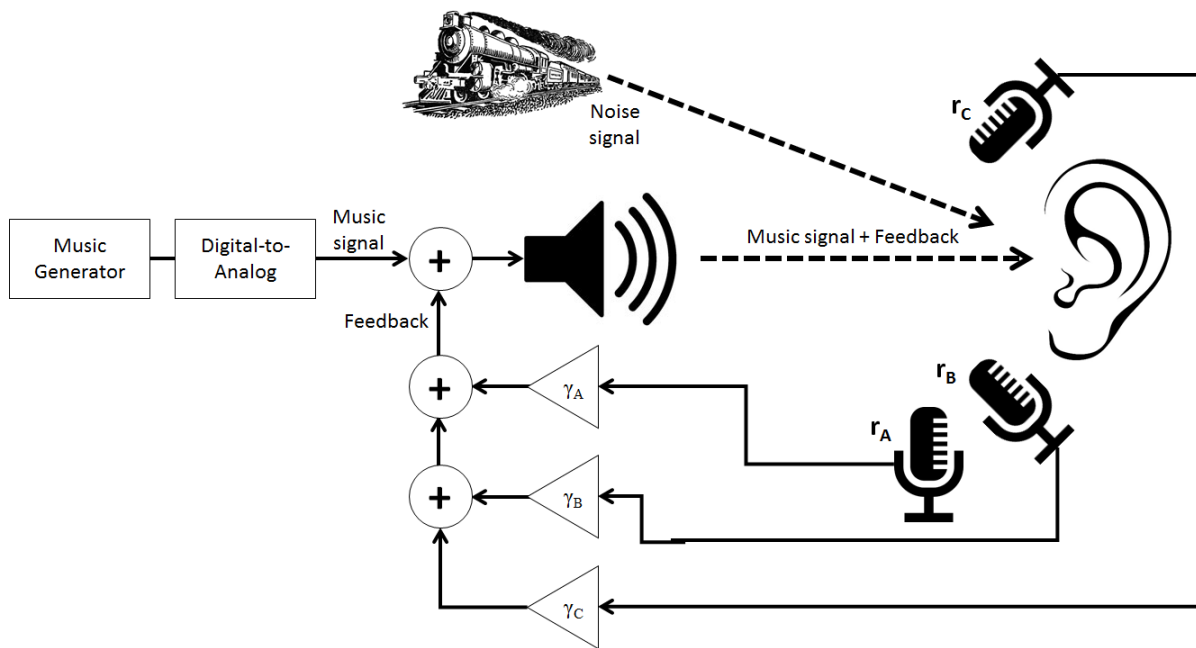 Noise
signal
r_C
Music
Generator
Digital-to-
Analog
Music
signal
+
Music signal + Feedback
Feedback
+
γ_A
r_B
r_A
+
γ_B
γ_C